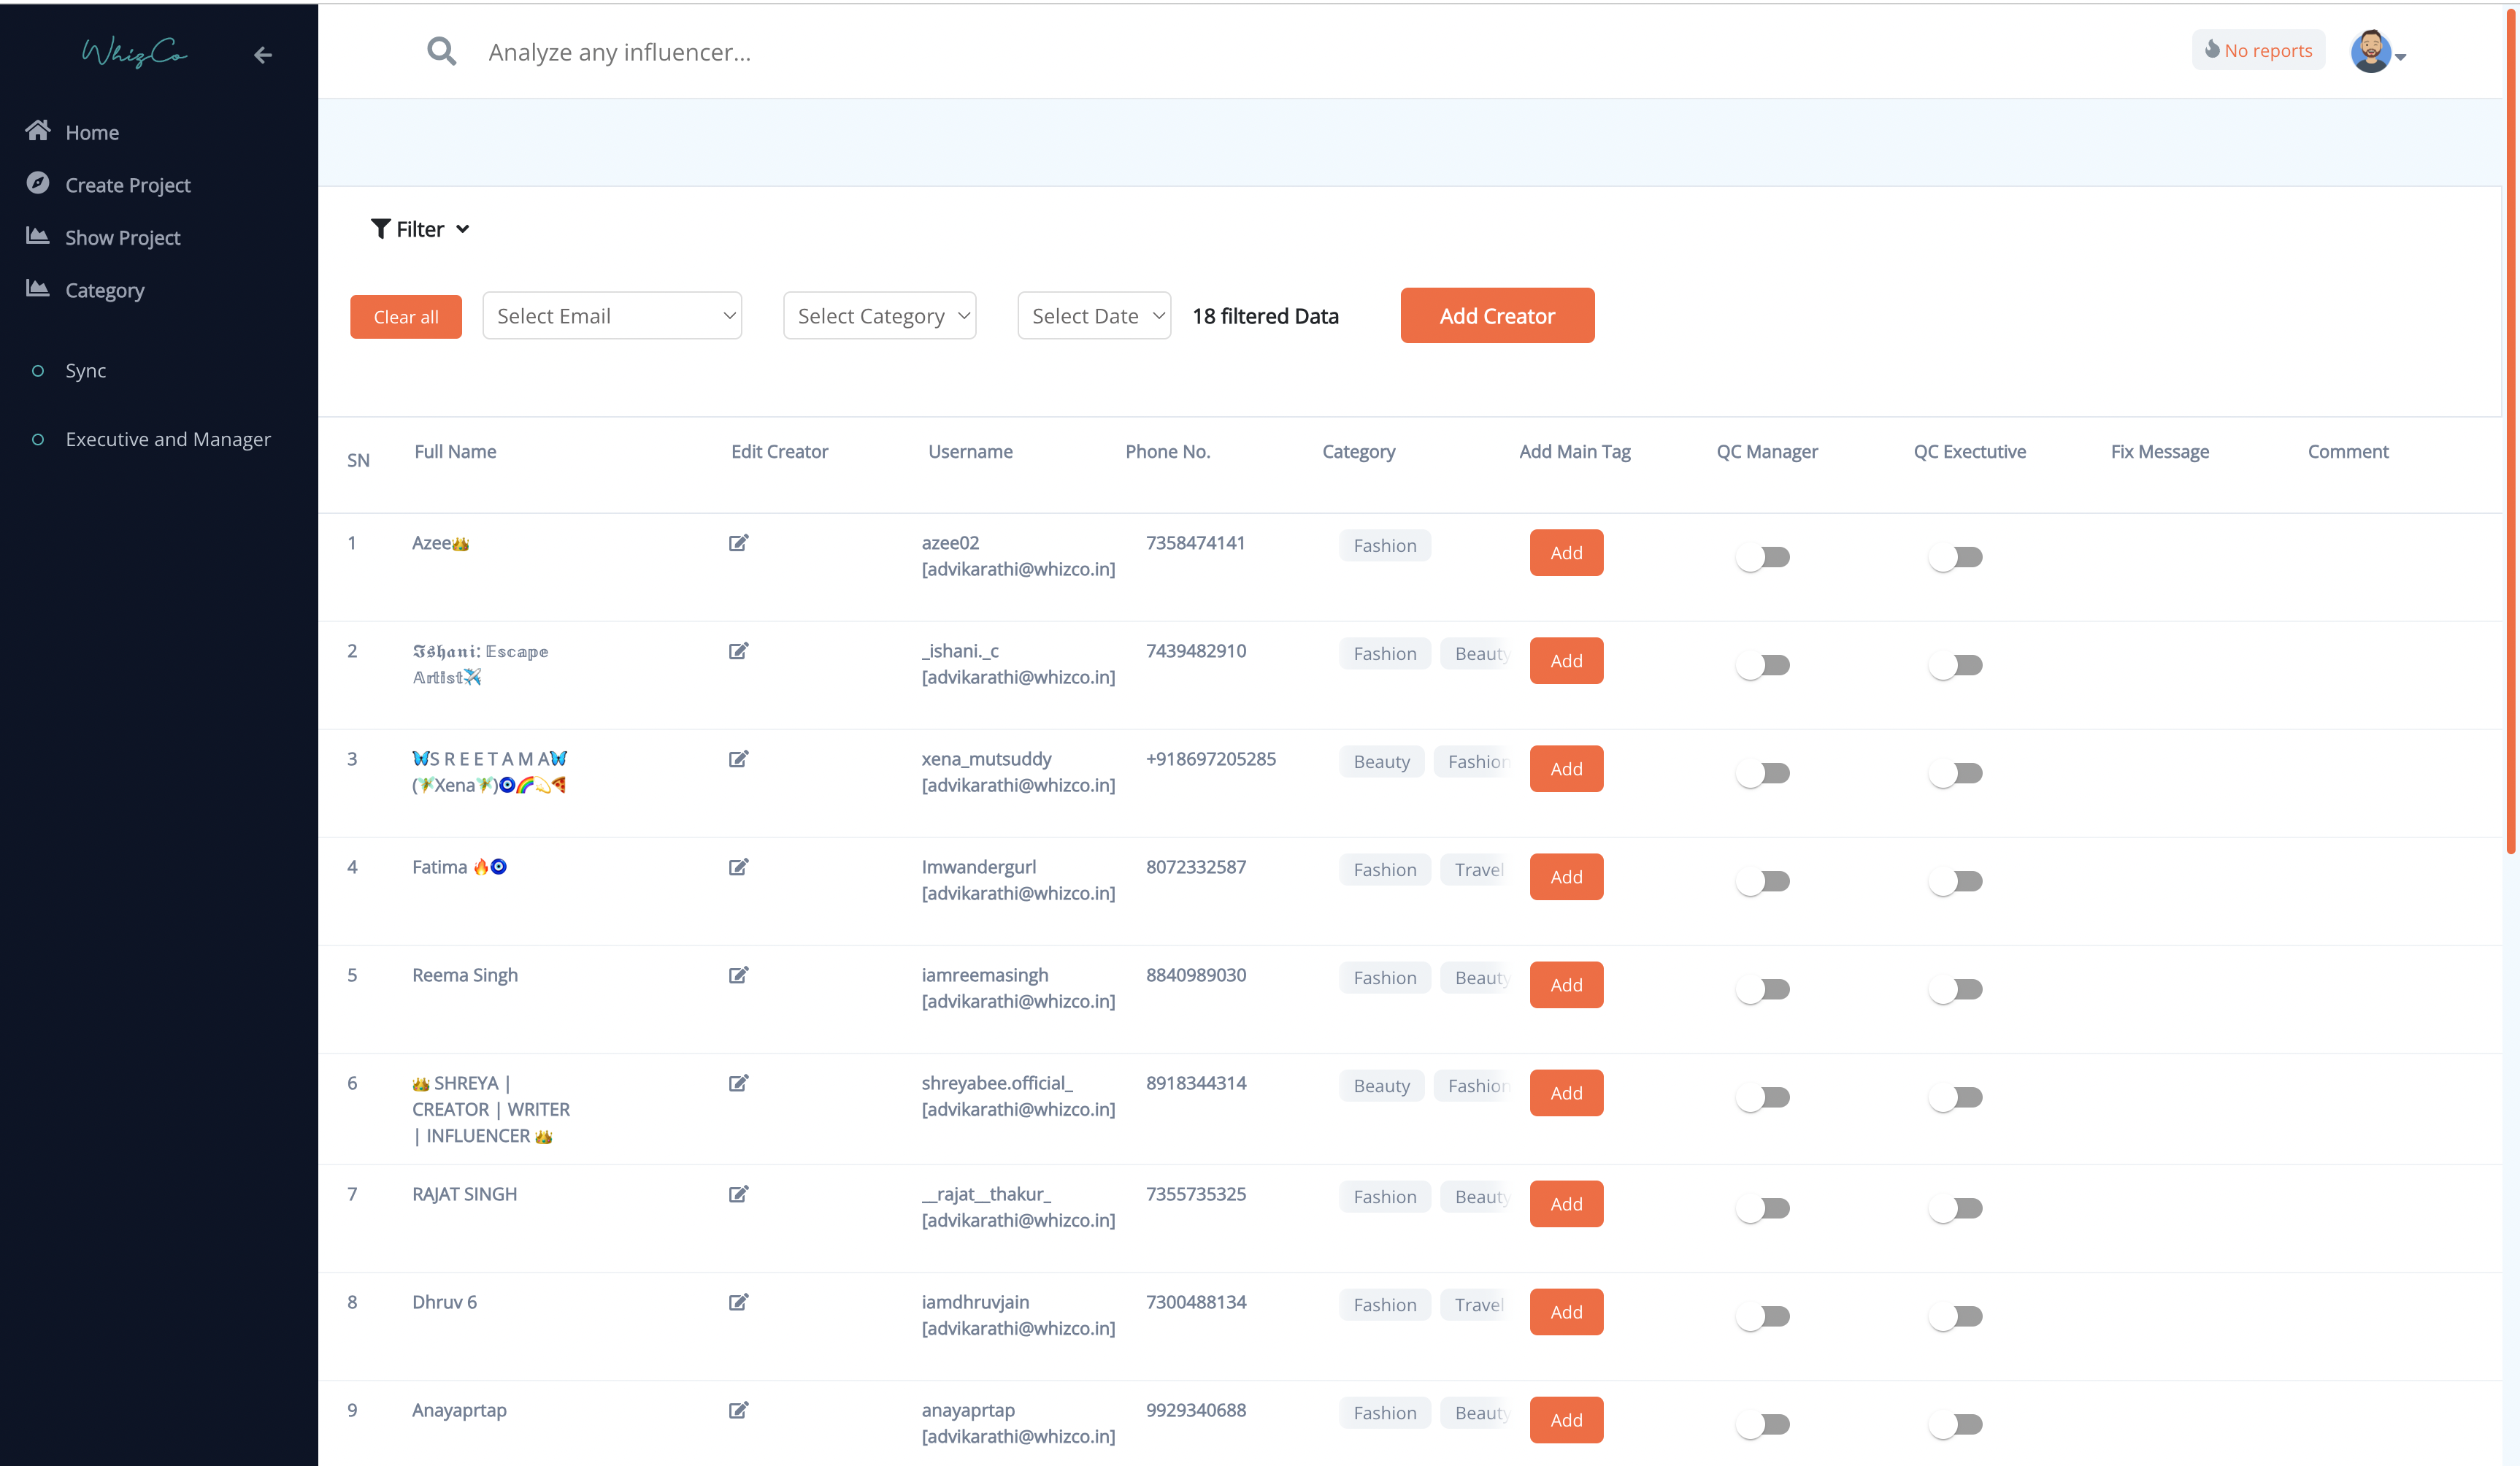 WhizCo
Analyze any influencer...
No reports
Home
Create Project
Show Project
Category
Sync
Executive and Manager
Filter
Clear all
Select Email
Select Category
Select Date
18 filtered Data
Add Creator
SN Full Name Edit Creator Username Phone No. Category Add Main Tag QC Manager QC Exectutive Fix Message Comment
1 Azee👑 azee02 7358474141 Fashion Add
[advikarathi@whizco.in]
2 𝕴𝖘𝖍𝖆𝖓𝖎: 𝔼𝕤𝕔𝕒𝕡𝕖 _ishani._c 7439482910 Fashion Beauty Add
𝔸𝕣𝕥𝕚𝕤𝕥✈️ [advikarathi@whizco.in]
3 🦋S R E E T A M A🦋 xena_mutsuddy +918697205285 Beauty Fashion Add
(🧚Xena🧚)🧿🌈💫🍕 [advikarathi@whizco.in]
4 Fatima 🔥🧿 Imwandergurl 8072332587 Fashion Travel Add
[advikarathi@whizco.in]
5 Reema Singh iamreemasingh 8840989030 Fashion Beauty Add
[advikarathi@whizco.in]
6 👑 SHREYA | shreyabee.official_ 8918344314 Beauty Fashion Add
CREATOR | WRITER [advikarathi@whizco.in]
| INFLUENCER 👑
7 RAJAT SINGH __rajat__thakur_ 7355735325 Fashion Beauty Add
[advikarathi@whizco.in]
8 Dhruv 6 iamdhruvjain 7300488134 Fashion Travel Add
[advikarathi@whizco.in]
9 Anayaprtap anayaprtap 9929340688 Fashion Beauty Add
[advikarathi@whizco.in]